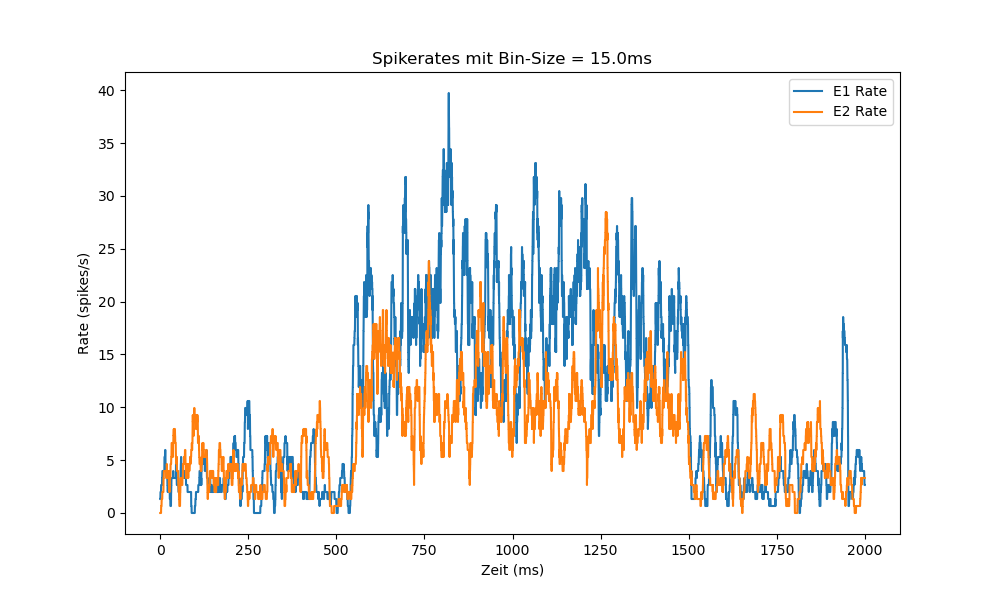 Spikerates mit Bin-Size = 15.0ms
E1 Rate
E2 Rate
Rate (spikes/s)
40
35
30
25
20
15
10
5
0
0 250 500 750 1000 1250 1500 1750 2000
Zeit (ms)